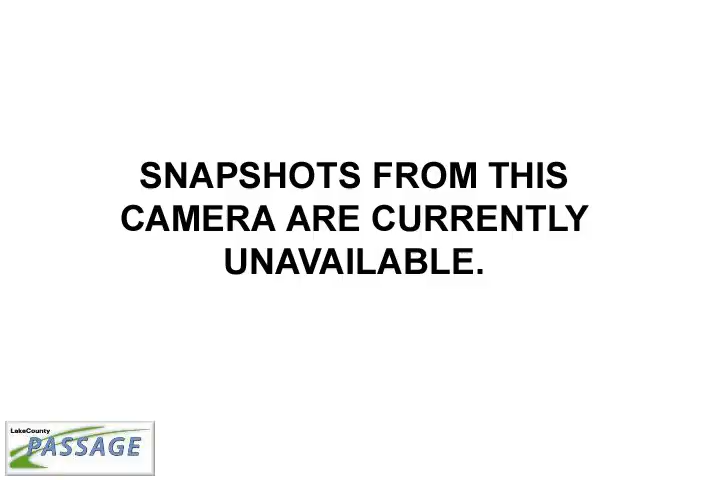 SNAPSHOTS FROM THIS
CAMERA ARE CURRENTLY
UNAVAILABLE.
LakeCounty
PASSAGE